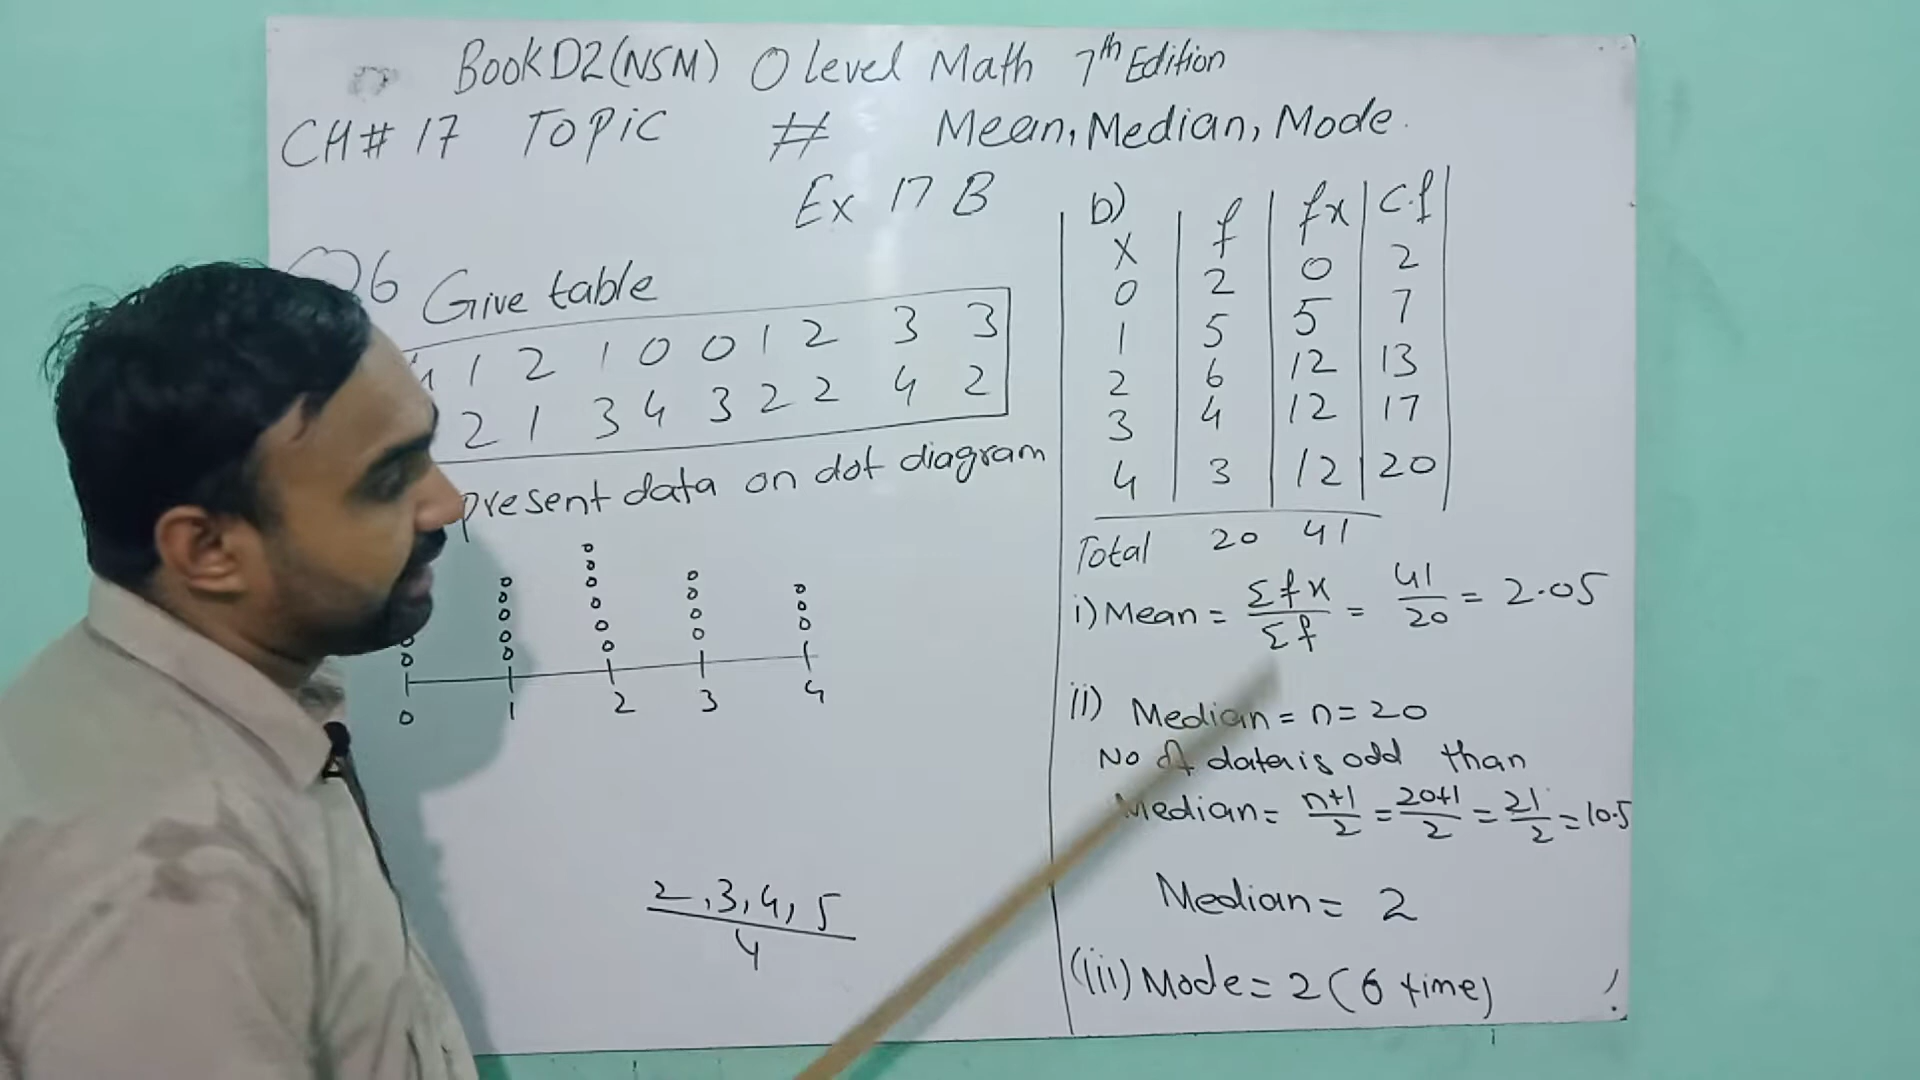 Book D2(NSM) O Level Math 7th Edition
CH# 17 Topic # Mean, Median, Mode.
Ex 17 B
Q6 Give table
1 1 2 1 0 0 1 2 3 3
2 1 3 4 3 2 2 4 2
present data on dot diagram
0 1 2 3 4
2,3,4,5
4
b)
X f fx C.f
0 2 0 2
1 5 5 7
2 6 12 13
3 4 12 17
4 3 12 20
Total 20 41
i) Mean = Σfx/Σf = 41/20 = 2.05
ii) Median = n = 20
No of data is odd than
Median = n+1/2 = 20+1/2 = 21/2 = 10.5
Median = 2
(iii) Mode = 2 (6 time)